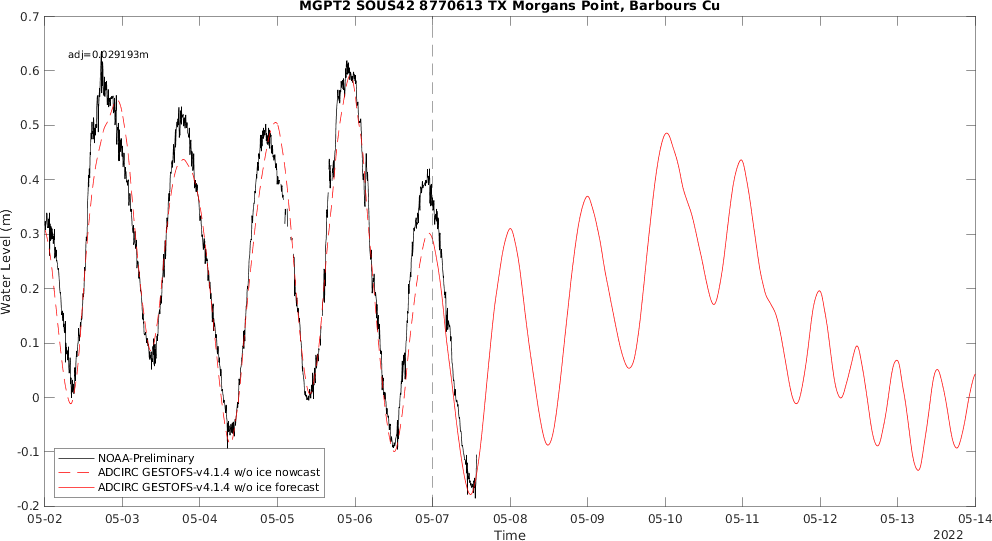 MGPT2 SOUS42 8770613 TX Morgans Point, Barbours Cu
adj=0.029193m
0.7
0.6
0.5
0.4
0.3
0.2
0.1
0
-0.1
-0.2
Water Level (m)
NOAA-Preliminary
ADCIRC GESTOFS-v4.1.4 w/o ice nowcast
ADCIRC GESTOFS-v4.1.4 w/o ice forecast
05-02 05-03 05-04 05-05 05-06 05-07 05-08 05-09 05-10 05-11 05-12 05-13 05-14
Time
2022